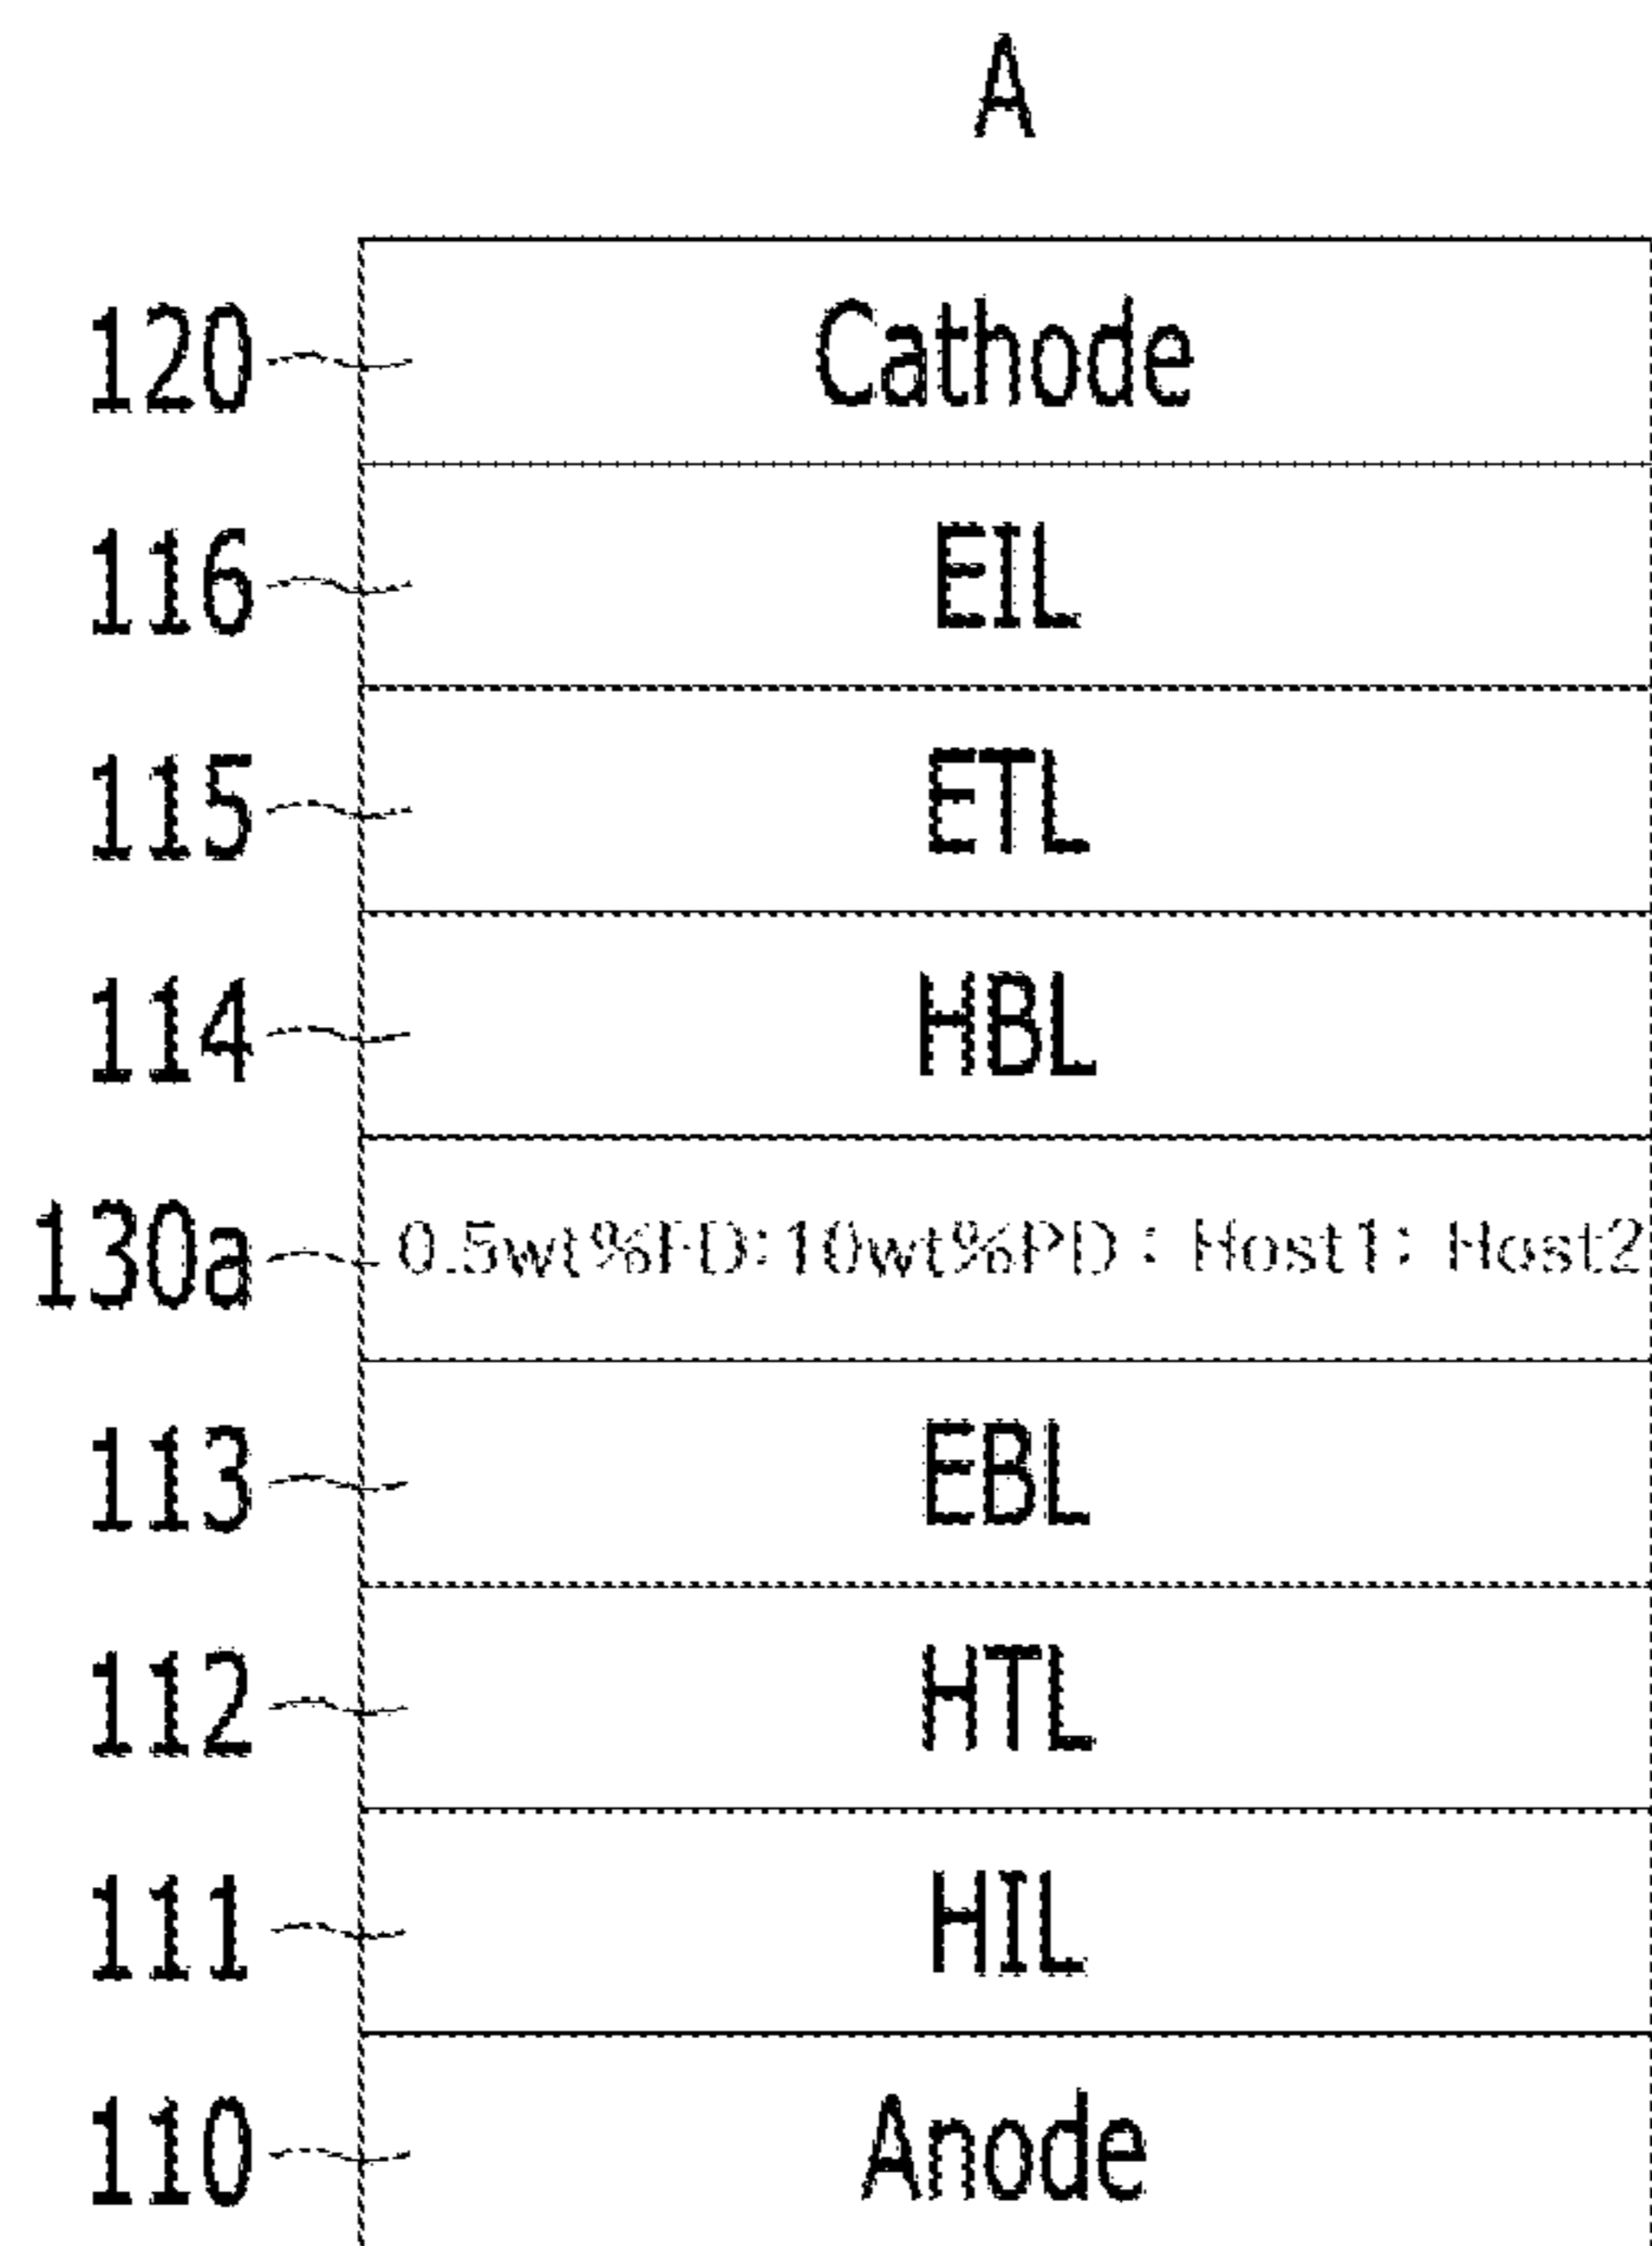 A
120 Cathode
116 EIL
115 ETL
114 HBL
130a 0.5wt%FD:10wt%PD : Host1: Host2
113 EBL
112 HTL
111 HIL
110 Anode